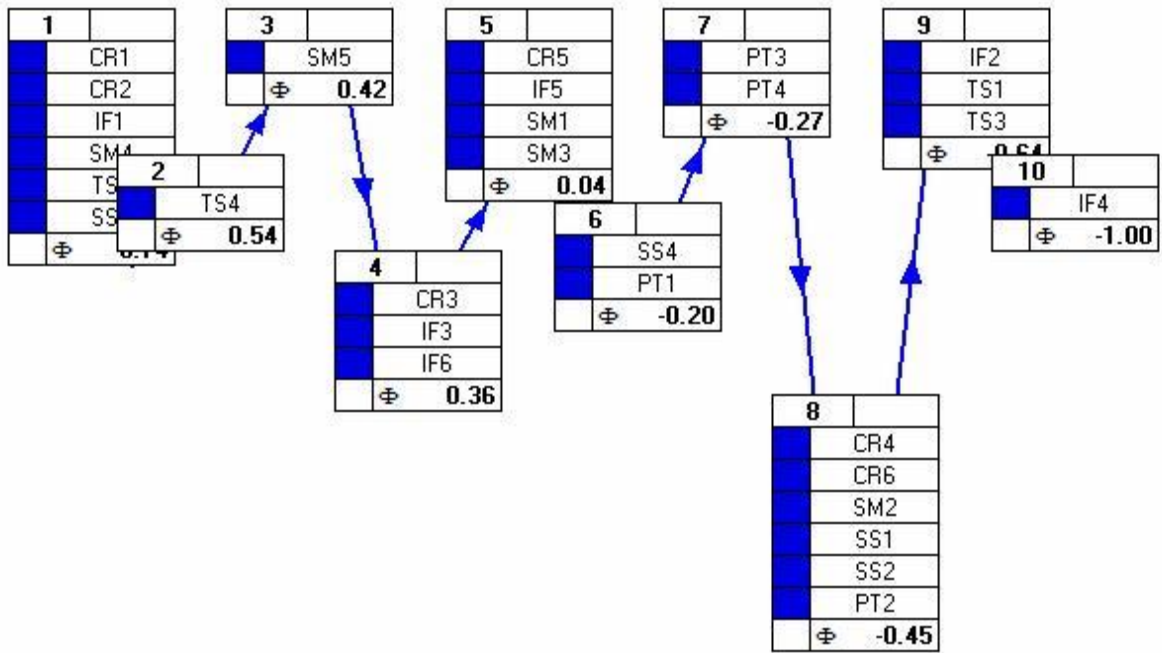 1
CR1
CR2
IF1
SM4
TS
SS
Φ
2
TS4
Φ 0.54
3
SM5
Φ 0.42
4
CR3
IF3
IF6
Φ 0.36
5
CR5
IF5
SM1
SM3
Φ 0.04
6
SS4
PT1
Φ -0.20
7
PT3
PT4
Φ -0.27
8
CR4
CR6
SM2
SS1
SS2
PT2
Φ -0.45
9
IF2
TS1
TS3
Φ
10
IF4
Φ -1.00